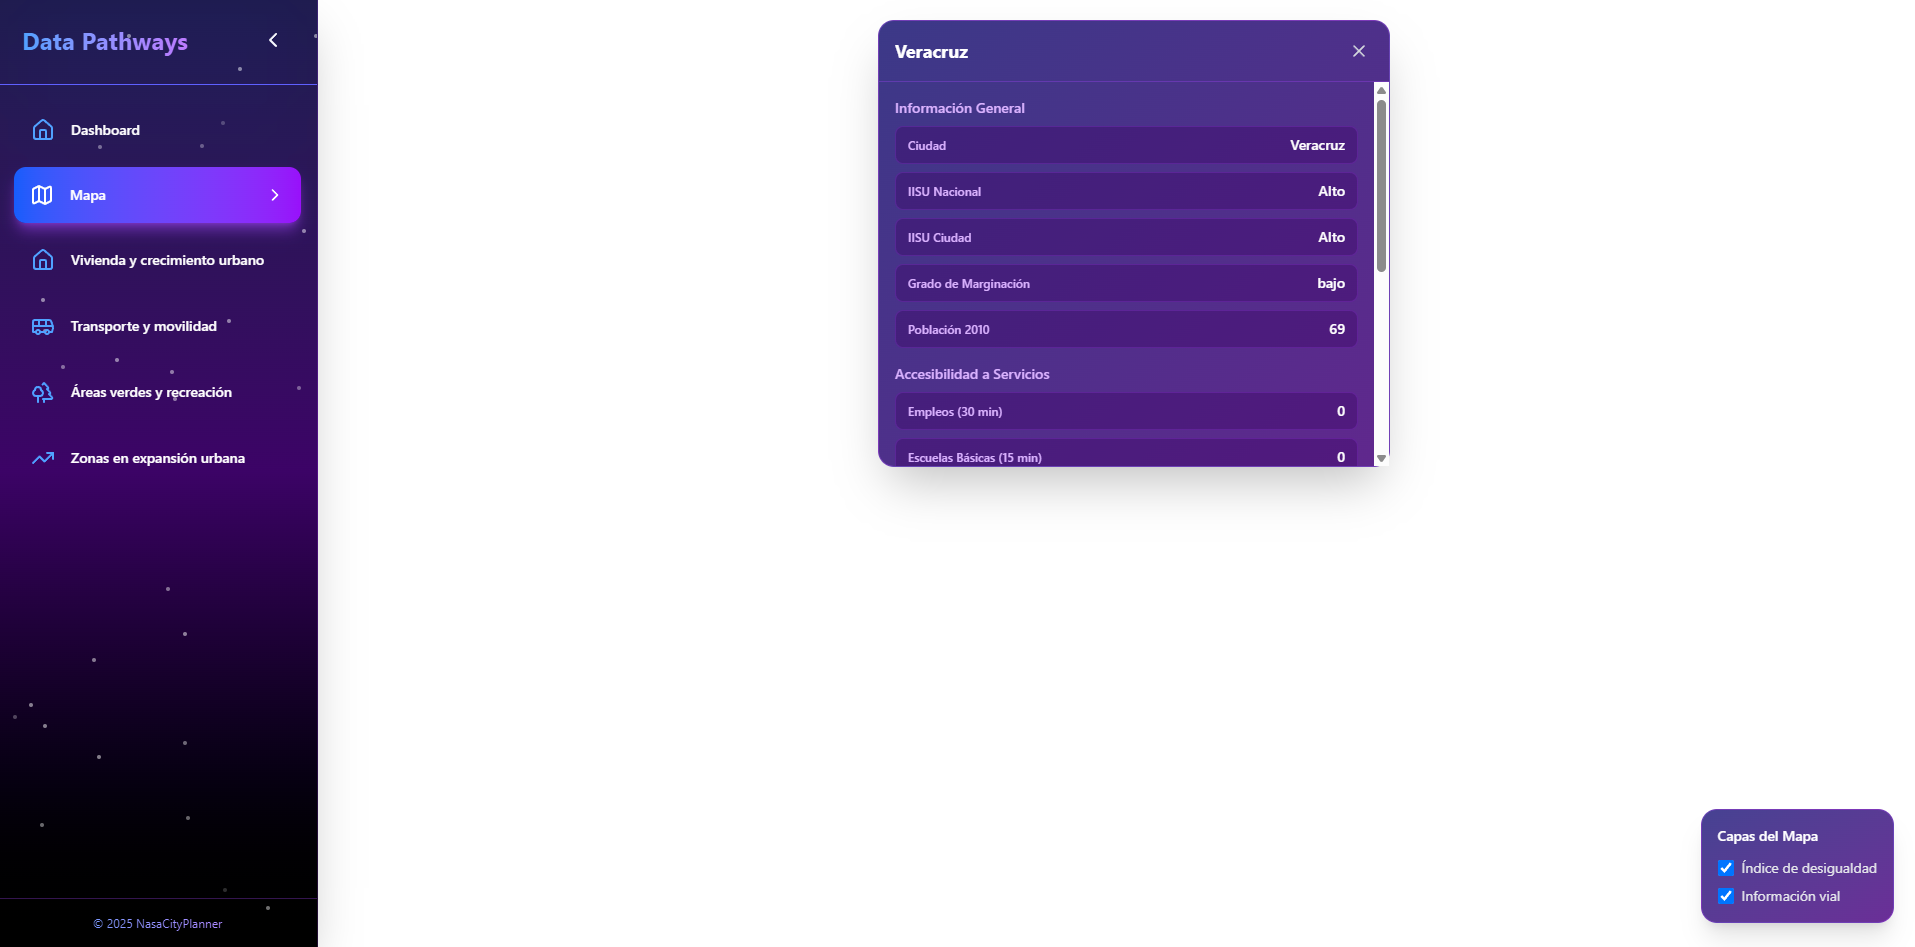 Data Pathways
Dashboard
Mapa
Vivienda y crecimiento urbano
Transporte y movilidad
Áreas verdes y recreación
Zonas en expansión urbana
© 2025 NasaCityPlanner
Veracruz
Información General
Ciudad Veracruz
IISU Nacional Alto
IISU Ciudad Alto
Grado de Marginación bajo
Población 2010 69
Accesibilidad a Servicios
Empleos (30 min) 0
Escuelas Básicas (15 min) 0
Capas del Mapa
Índice de desigualdad
Información vial